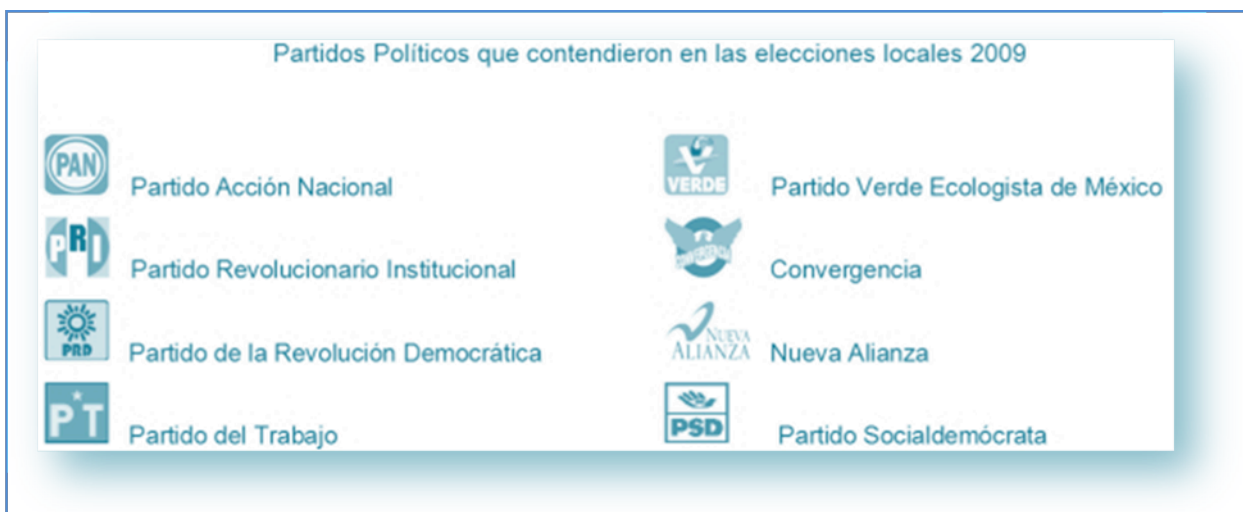 Partidos Políticos que contendieron en las elecciones locales 2009
PAN
Partido Acción Nacional
PRI
Partido Revolucionario Institucional
PRD
Partido de la Revolución Democrática
PT
Partido del Trabajo
VERDE
Partido Verde Ecologista de México
Convergencia
NUEVA
ALIANZA
Nueva Alianza
PSD
Partido Socialdemócrata